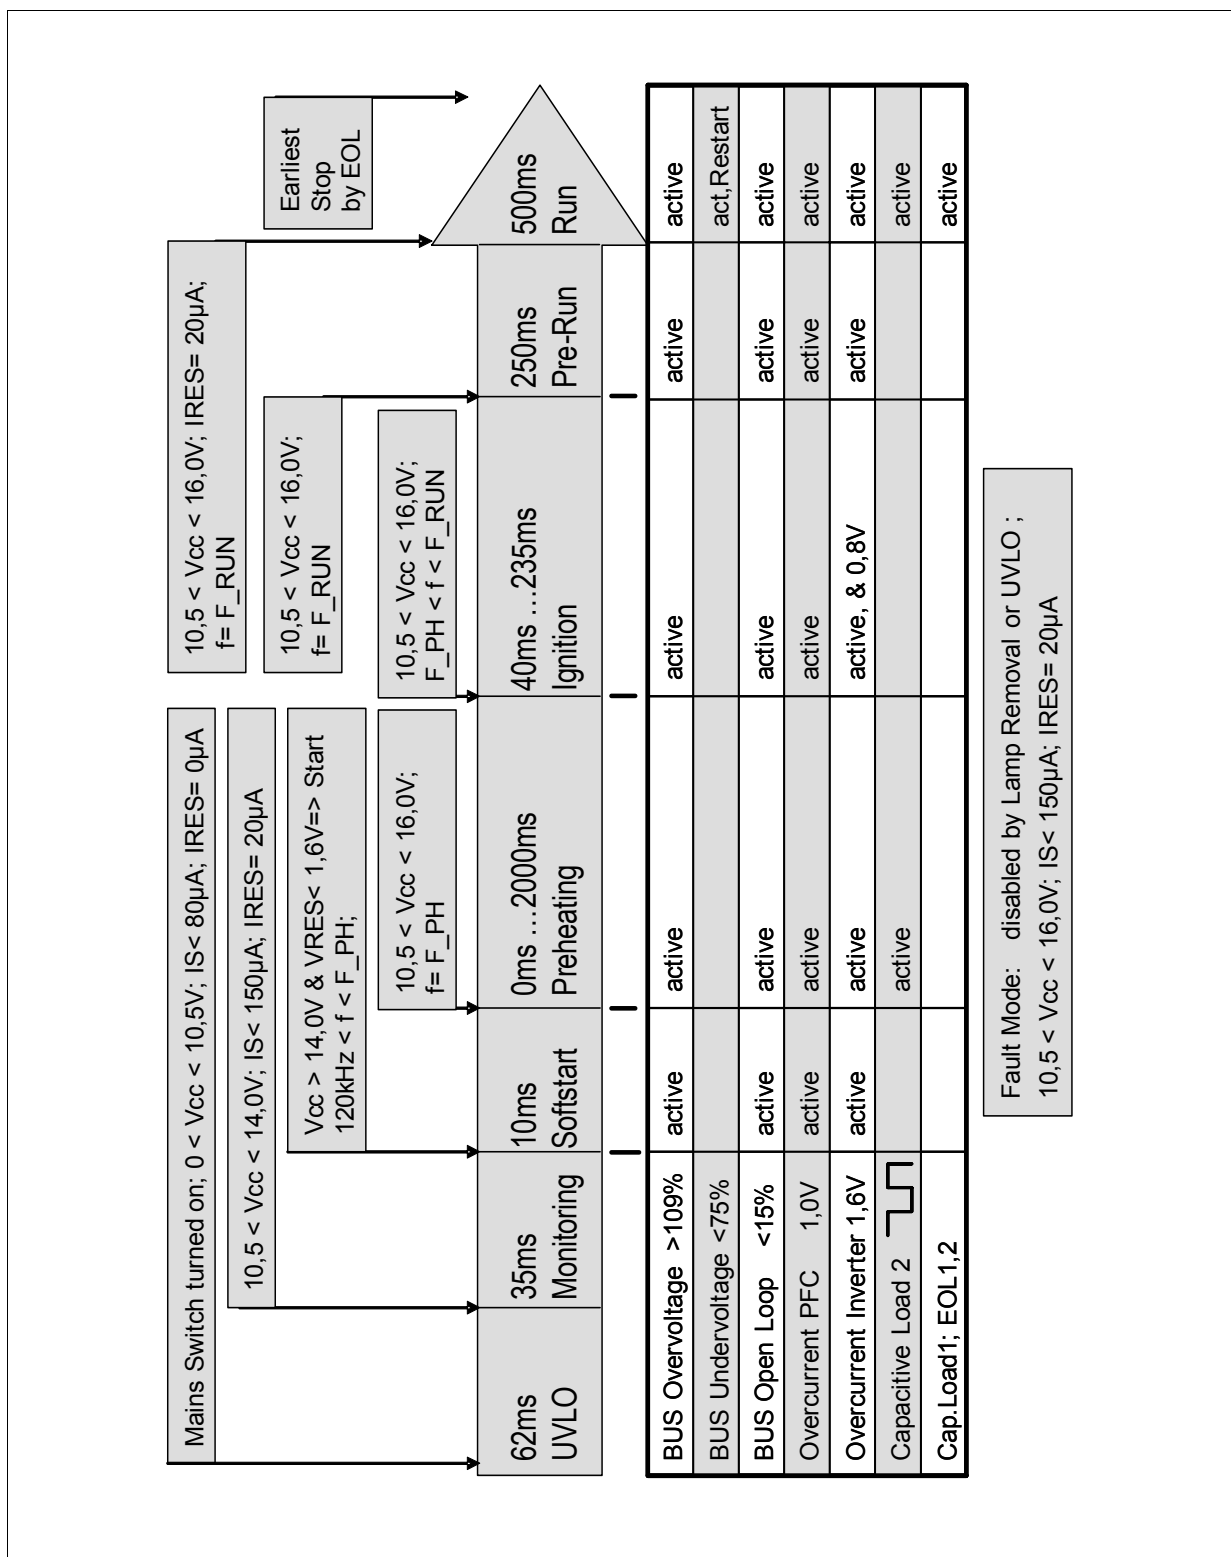 Mains Switch turned on; 0 < Vcc < 10,5V; IS< 80µA; IRES= 0µA
10,5 < Vcc < 14,0V; IS< 150µA; IRES= 20µA
Vcc > 14,0V & VRES< 1,6V=> Start
120kHz < f < F_PH;
10,5 < Vcc < 16,0V;
f= F_PH
10,5 < Vcc < 16,0V; IRES= 20µA;
f= F_RUN
10,5 < Vcc < 16,0V;
f= F_RUN
10,5 < Vcc < 16,0V;
F_PH < f < F_RUN
Earliest
Stop
by EOL
62ms
UVLO
35ms
Monitoring
10ms
Softstart
0ms ...2000ms
Preheating
40ms ...235ms
Ignition
250ms
Pre-Run
500ms
Run
BUS Overvoltage >109% active active active active active
BUS Undervoltage <75% act,Restart
BUS Open Loop <15% active active active active active
Overcurrent PFC 1,0V active active active active active
Overcurrent Inverter 1,6V active active active, & 0,8V active active
Capacitive Load 2 active active
Cap.Load1; EOL1,2 active
Fault Mode: disabled by Lamp Removal or UVLO ;
10,5 < Vcc < 16,0V; IS< 150µA; IRES= 20µA